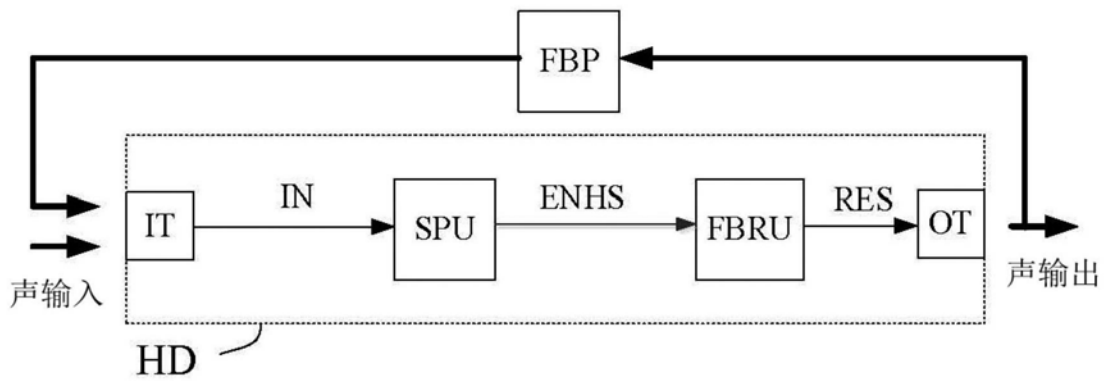 FBP
IN
ENHS
RES
IT
SPU
FBRU
OT
声输入
声输出
HD